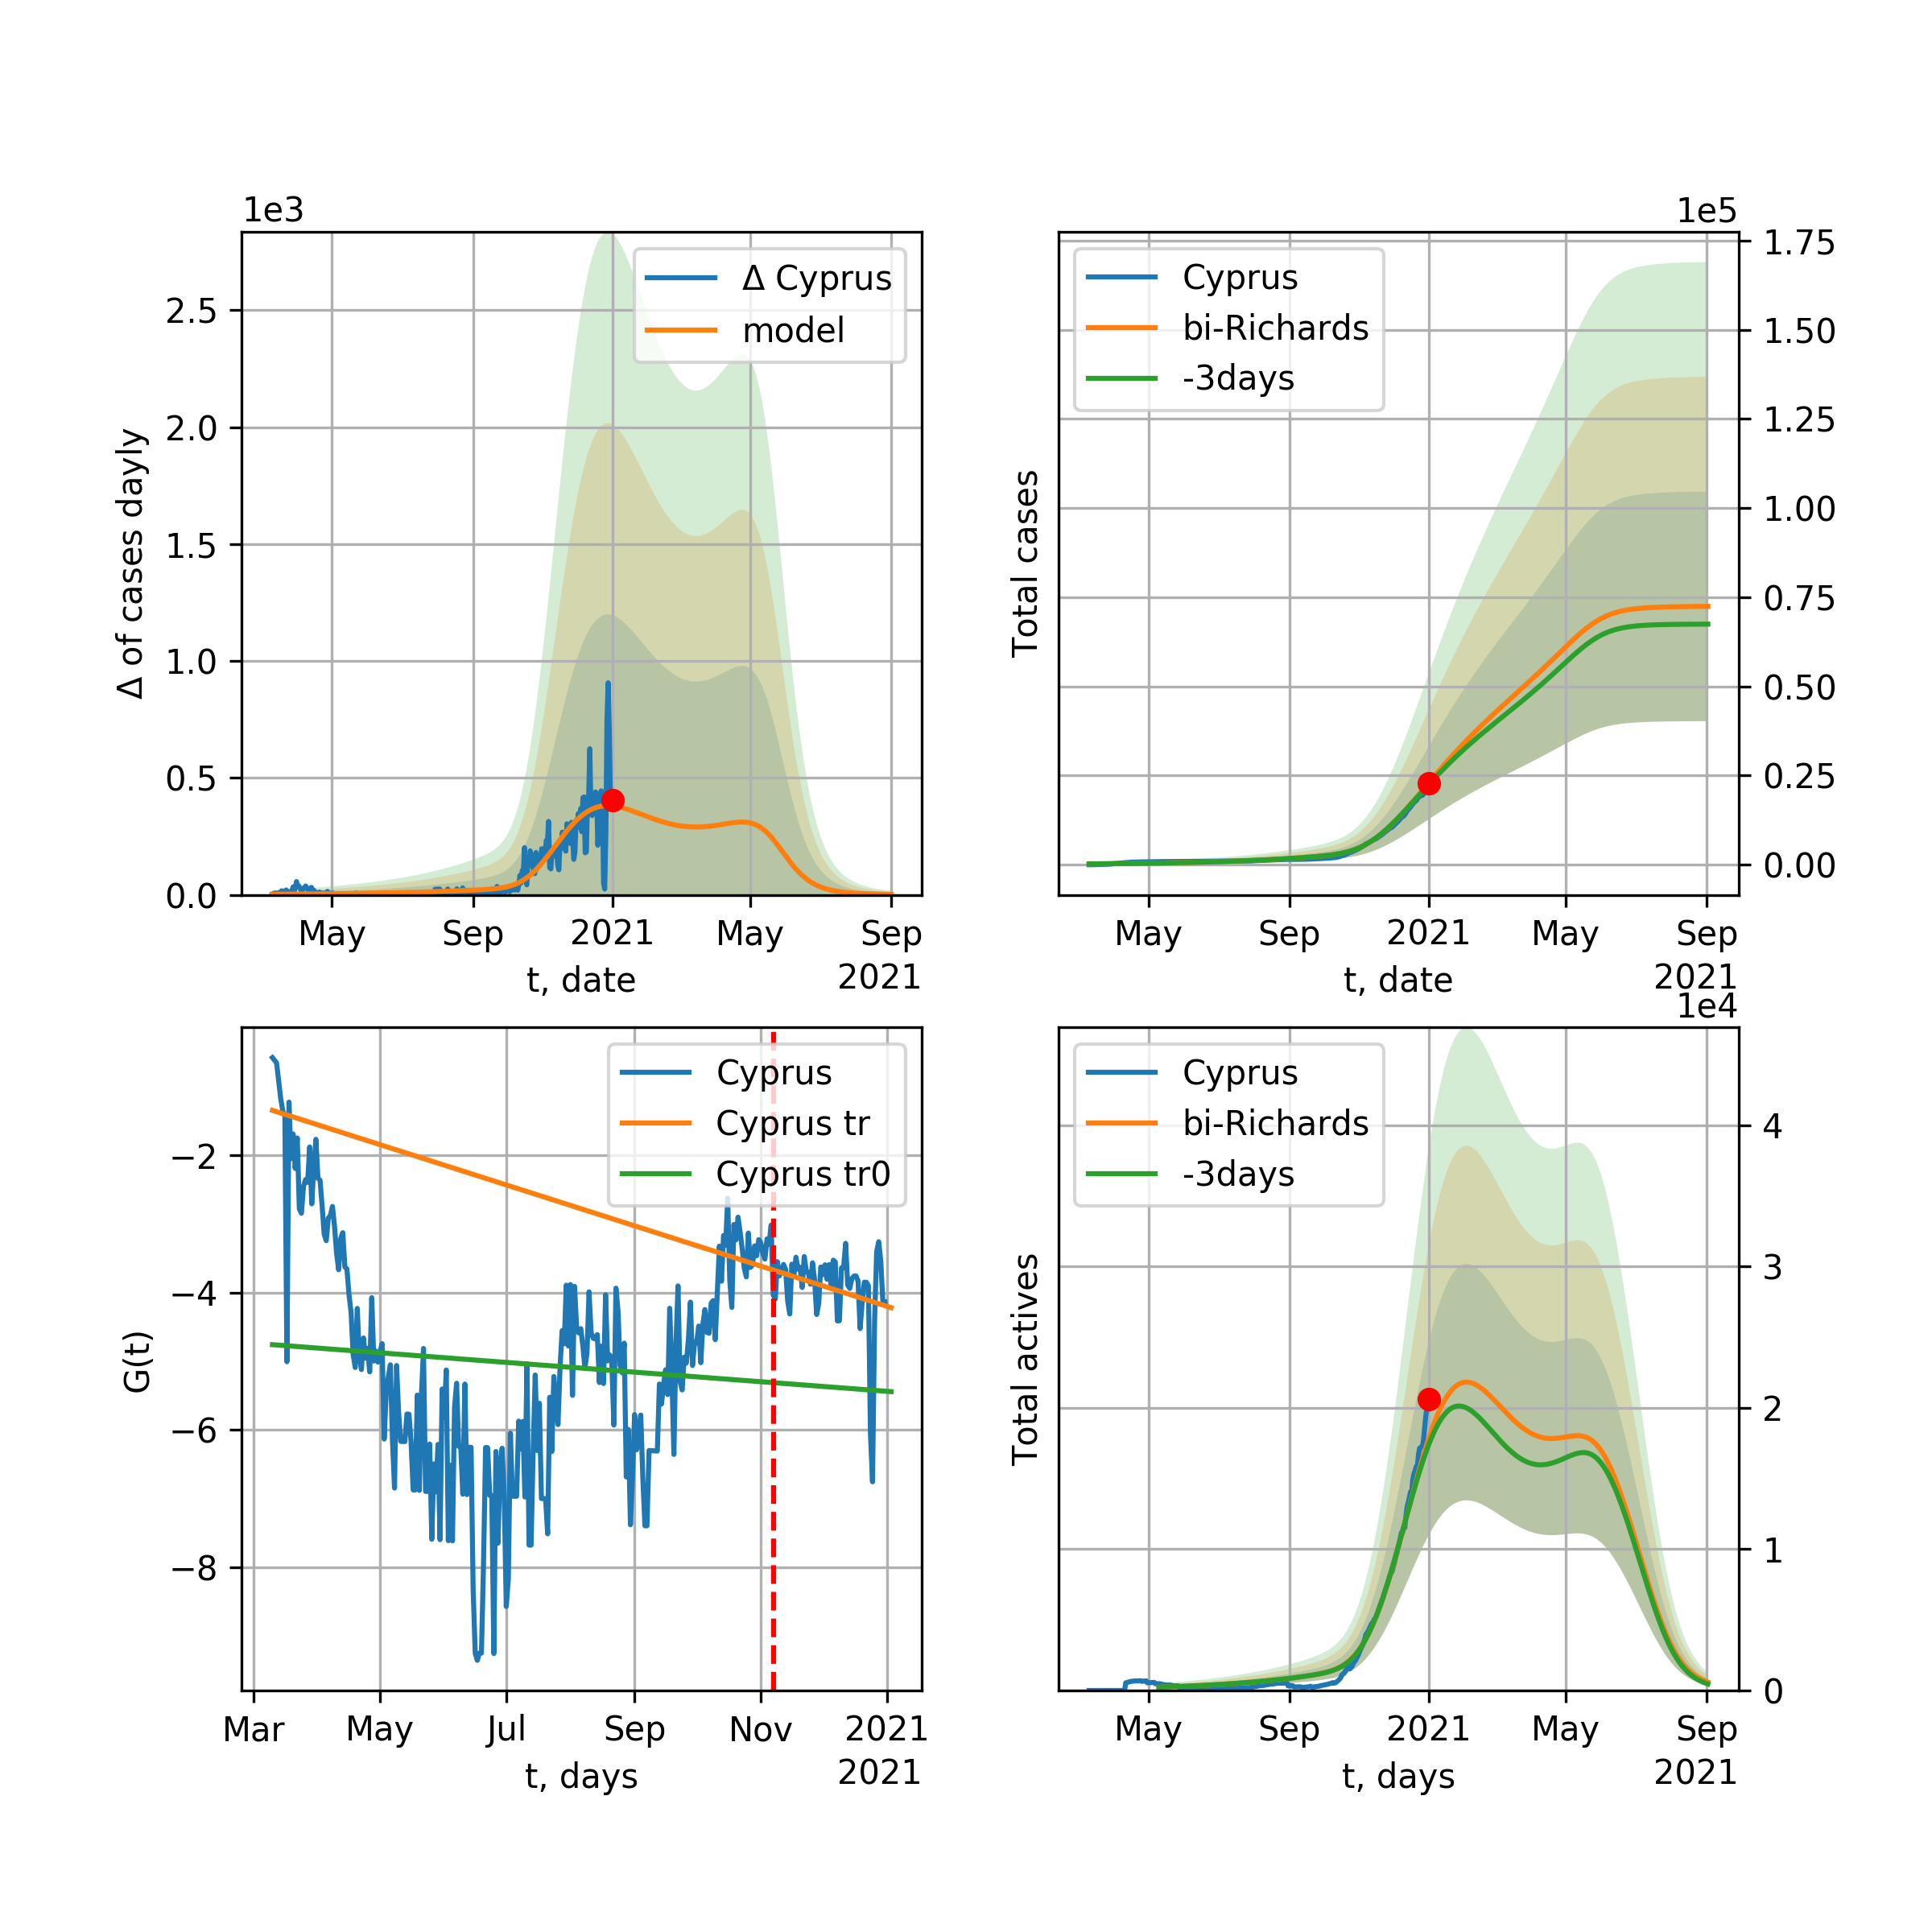 1e3
Δ of cases dayly
2.5
2.0
1.5
1.0
0.5
0.0
Δ Cyprus
model
May Sep 2021 May Sep
2021
t, date
1e5
Total cases
Cyprus
bi-Richards
-3days
1.75
1.50
1.25
1.00
0.75
0.50
0.25
0.00
May Sep 2021 May Sep
2021
t, date
G(t)
−2
−4
−6
−8
Cyprus
Cyprus tr
Cyprus tr0
Mar May Jul Sep Nov 2021
2021
t, days
1e4
Total actives
Cyprus
bi-Richards
-3days
4
3
2
1
0
May Sep 2021 May Sep
2021
t, days